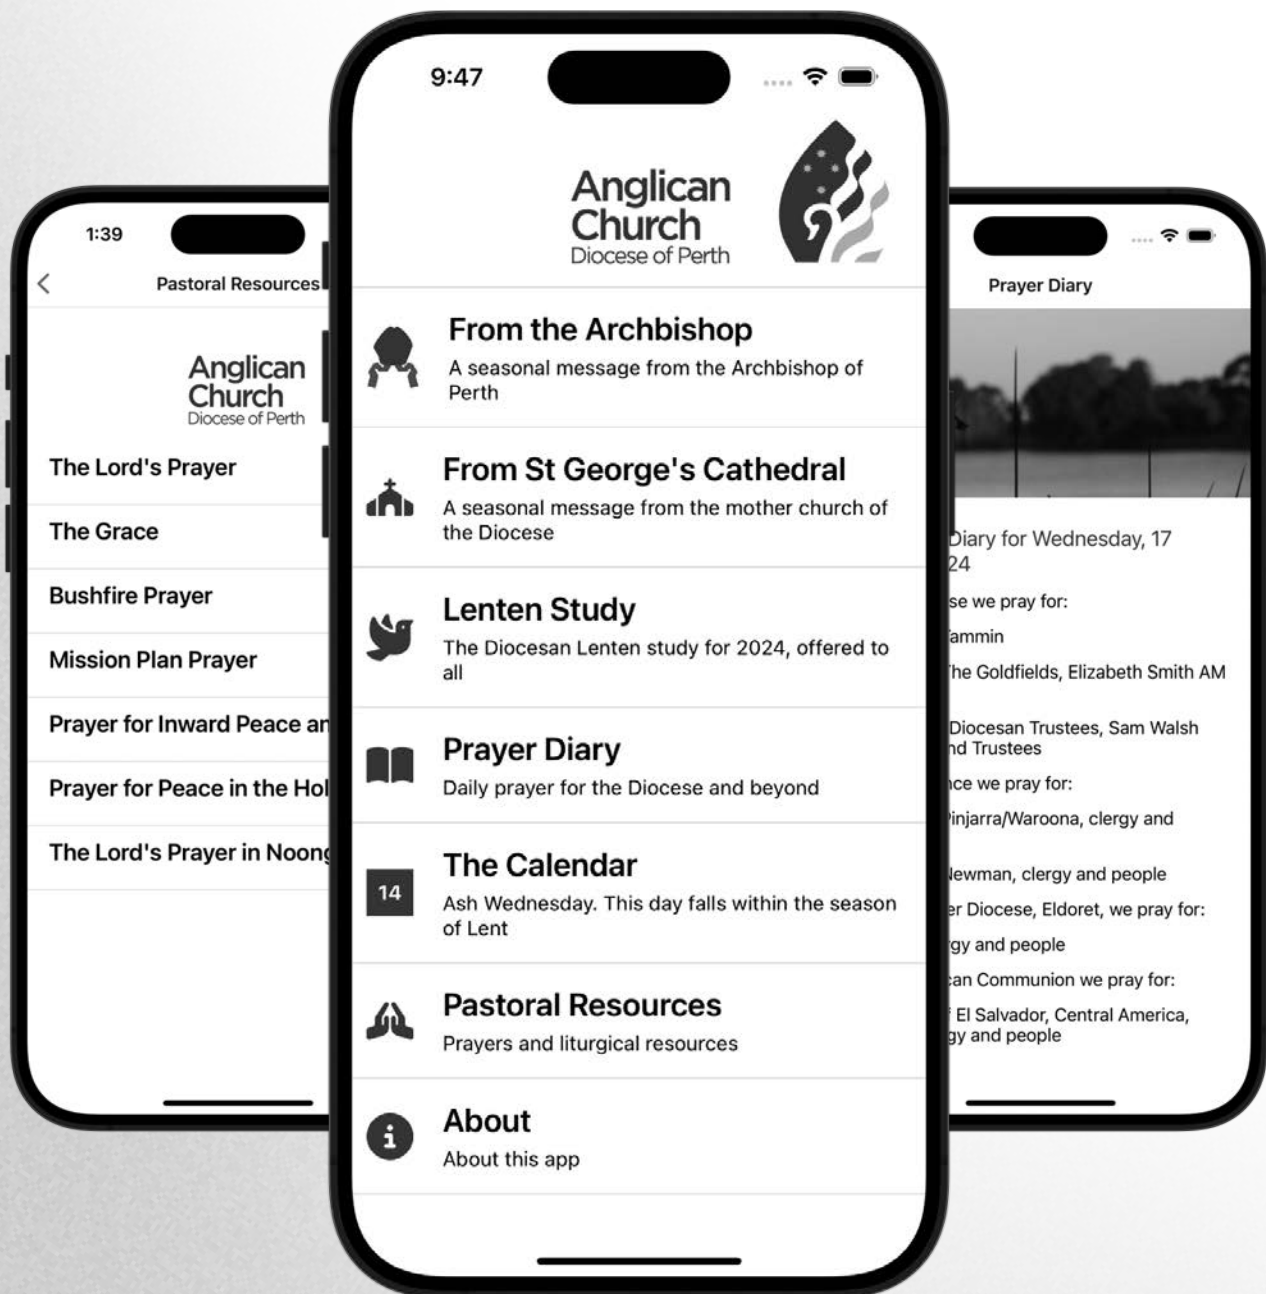 1:39
Pastoral Resources
Anglican
Church
Diocese of Perth
The Lord's Prayer
The Grace
Bushfire Prayer
Mission Plan Prayer
Prayer for Inward Peace
Prayer for Peace in the
The Lord's Prayer in
9:47
Anglican
Church
Diocese of Perth
From the Archbishop
A seasonal message from the Archbishop of
Perth
From St George's Cathedral
A seasonal message from the mother church of
the Diocese
Lenten Study
The Diocesan Lenten study for 2024, offered to
all
Prayer Diary
Daily prayer for the Diocese and beyond
14
The Calendar
Ash Wednesday. This day falls within the season
of Lent
Pastoral Resources
Prayers and liturgical resources
About
About this app
Prayer Diary
Diary for Wednesday, 17
24
we pray for:
The Goldfields, Elizabeth Smith AM
Diocesan Trustees, Sam Walsh
Trustees
we pray for:
Pinjarra/Waroona, clergy and
Newman, clergy and people
Diocese, Eldoret, we pray for:
and people
Communion we pray for:
El Salvador, Central America,
and people